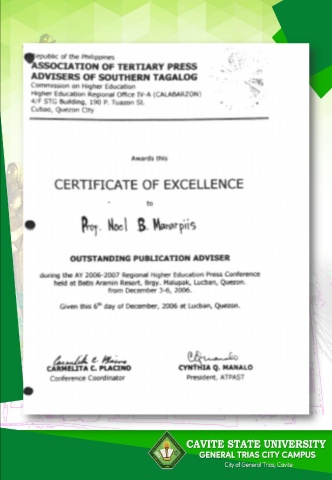 Republic of the Philippines
ASSOCIATION OF TERTIARY PRESS
ADVISERS OF SOUTHERN TAGALOG
Commission on Higher Education
Higher Education Regional Office IV-A (CALABARZON)
4/F STG Building, 190 P. Tuazon St.
Cubao, Quezon City
Awards this
CERTIFICATE OF EXCELLENCE
to
Prof. Noel B. Manarpiis
OUTSTANDING PUBLICATION ADVISER
during the AY 2006-2007 Regional Higher Education Press Conference
held at Batis Aramin Resort, Brgy. Malupak, Lucban, Quezon.
from December 3-6, 2006.
Given this 6th day of December, 2006 at Lucban, Quezon.
CARMELITA C. PLACINO
Conference Coordinator
CYNTHIA Q. MANALO
President, ATPAST
CAVITE STATE UNIVERSITY
GENERAL TRIAS CITY CAMPUS
City of General Trias, Cavite